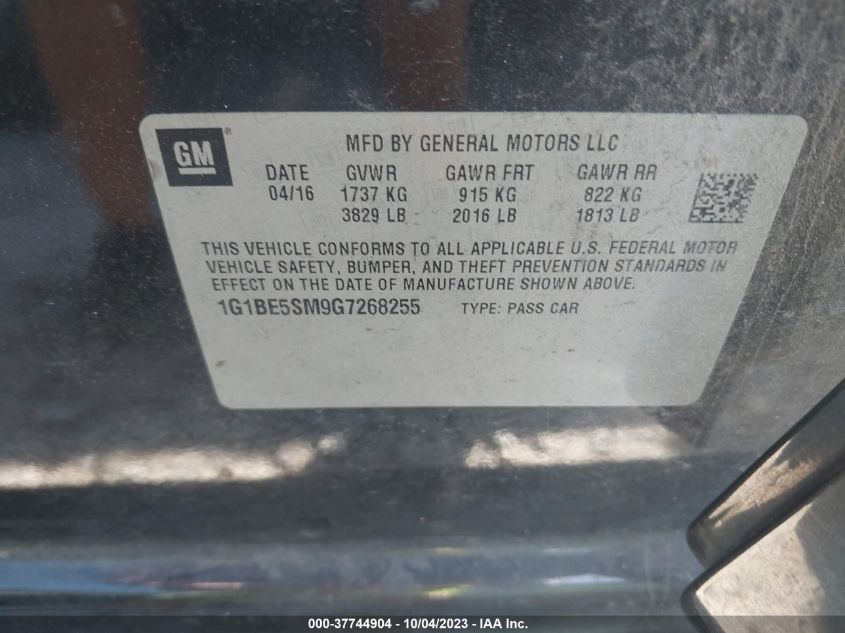 GM ®
MFD BY GENERAL MOTORS LLC
DATE GVWR GAWR FRT GAWR RR
04/16 1737 KG 915 KG 822 KG
3829 LB 2016 LB 1813 LB
THIS VEHICLE CONFORMS TO ALL APPLICABLE U.S. FEDERAL MOTOR
VEHICLE SAFETY, BUMPER, AND THEFT PREVENTION STANDARDS IN
EFFECT ON THE DATE OF MANUFACTURE SHOWN ABOVE.
1G1BE5SM9G7268255 TYPE: PASS CAR
000-37744904 - 10/04/2023 - IAA Inc.